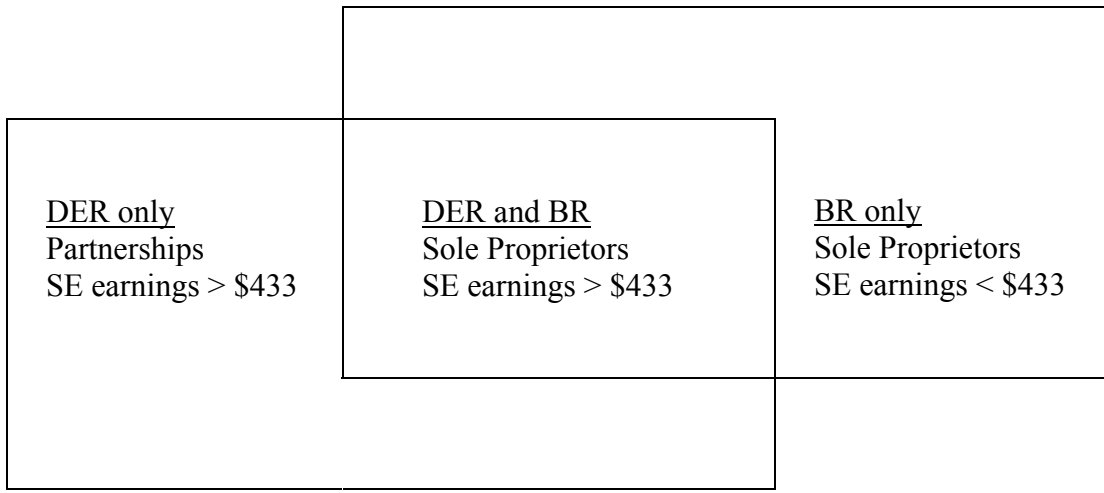 DER only
Partnerships
SE earnings > $433
DER and BR
Sole Proprietors
SE earnings > $433
BR only
Sole Proprietors
SE earnings < $433